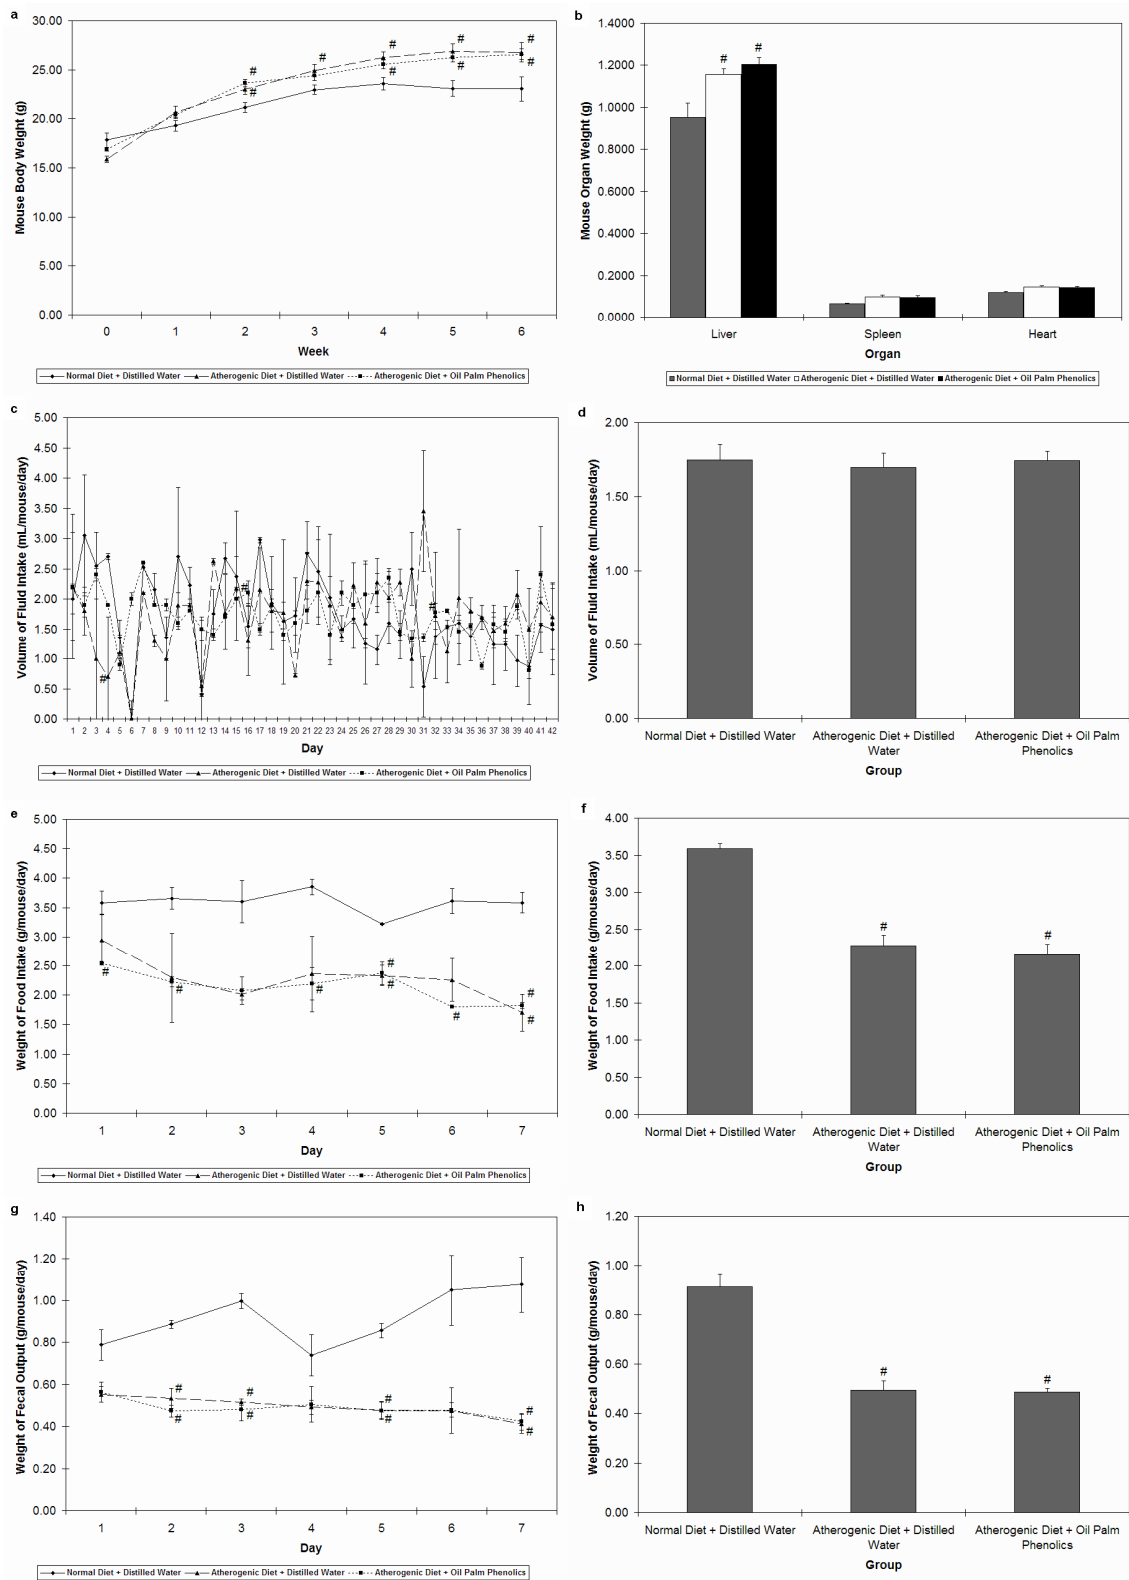 a
30.00
25.00
20.00
15.00
10.00
5.00
0.00
Mouse Body Weight (g)
# # # # #
# # # #
0 1 2 3 4 5 6
Week
Normal Diet + Distilled Water Atherogenic Diet + Distilled Water Atherogenic Diet + Oil Palm Phenolics
b
1.4000
1.2000
1.0000
0.8000
0.6000
0.4000
0.2000
0.0000
Mouse Organ Weight (g)
# #
Liver Spleen Heart
Organ
Normal Diet + Distilled Water Atherogenic Diet + Distilled Water Atherogenic Diet + Oil Palm Phenolics
c
5.00
4.50
4.00
3.50
3.00
2.50
2.00
1.50
1.00
0.50
0.00
Volume of Fluid Intake (mL/mouse/day)
# # #
1 2 3 4 5 6 7 8 9 10 11 12 13 14 15 16 17 18 19 20 21 22 23 24 25 26 27 28 29 30 31 32 33 34 35 36 37 38 39 40 41 42
Day
Normal Diet + Distilled Water Atherogenic Diet + Distilled Water Atherogenic Diet + Oil Palm Phenolics
d
2.00
1.50
1.00
0.50
0.00
Volume of Fluid Intake (mL/mouse/day)
Normal Diet + Distilled Water Atherogenic Diet + Distilled Atherogenic Diet + Oil Palm
Water Phenolics
Group
e
5.00
4.50
4.00
3.50
3.00
2.50
2.00
1.50
1.00
0.50
0.00
Weight of Food Intake (g/mouse/day)
# # # # # # # #
1 2 3 4 5 6 7
Day
Normal Diet + Distilled Water Atherogenic Diet + Distilled Water Atherogenic Diet + Oil Palm Phenolics
f
4.00
3.50
3.00
2.50
2.00
1.50
1.00
0.50
0.00
Weight of Food Intake (g/mouse/day)
# #
Normal Diet + Distilled Water Atherogenic Diet + Distilled Atherogenic Diet + Oil Palm
Water Phenolics
Group
g
1.40
1.20
1.00
0.80
0.60
0.40
0.20
0.00
Weight of Fecal Output (g/mouse/day)
# # # #
# # # #
1 2 3 4 5 6 7
Day
Normal Diet + Distilled Water Atherogenic Diet + Distilled Water Atherogenic Diet + Oil Palm Phenolics
h
1.20
1.00
0.80
0.60
0.40
0.20
0.00
Weight of Fecal Output (g/mouse/day)
# #
Normal Diet + Distilled Water Atherogenic Diet + Distilled Atherogenic Diet + Oil Palm
Water Phenolics
Group